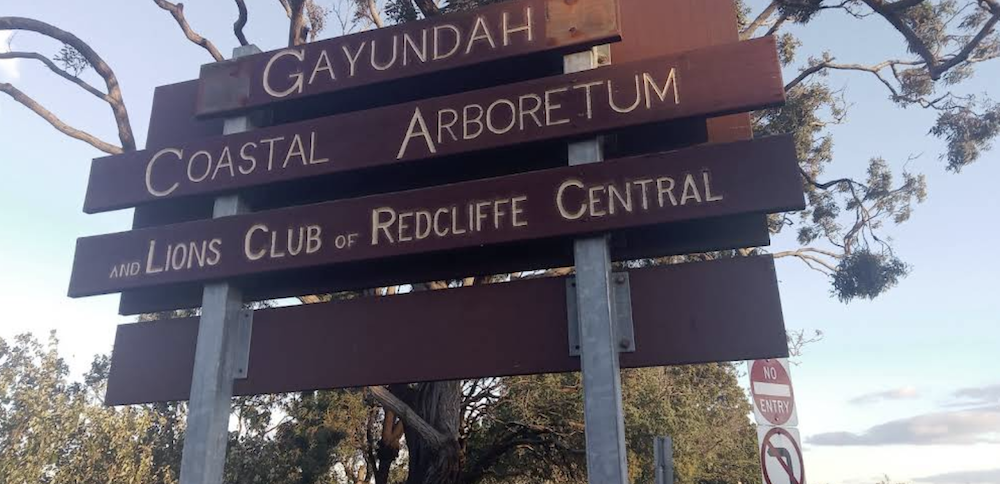 GAYUNDAH
COASTAL ARBORETUM
AND LIONS CLUB OF REDCLIFFE CENTRAL
NO
ENTRY